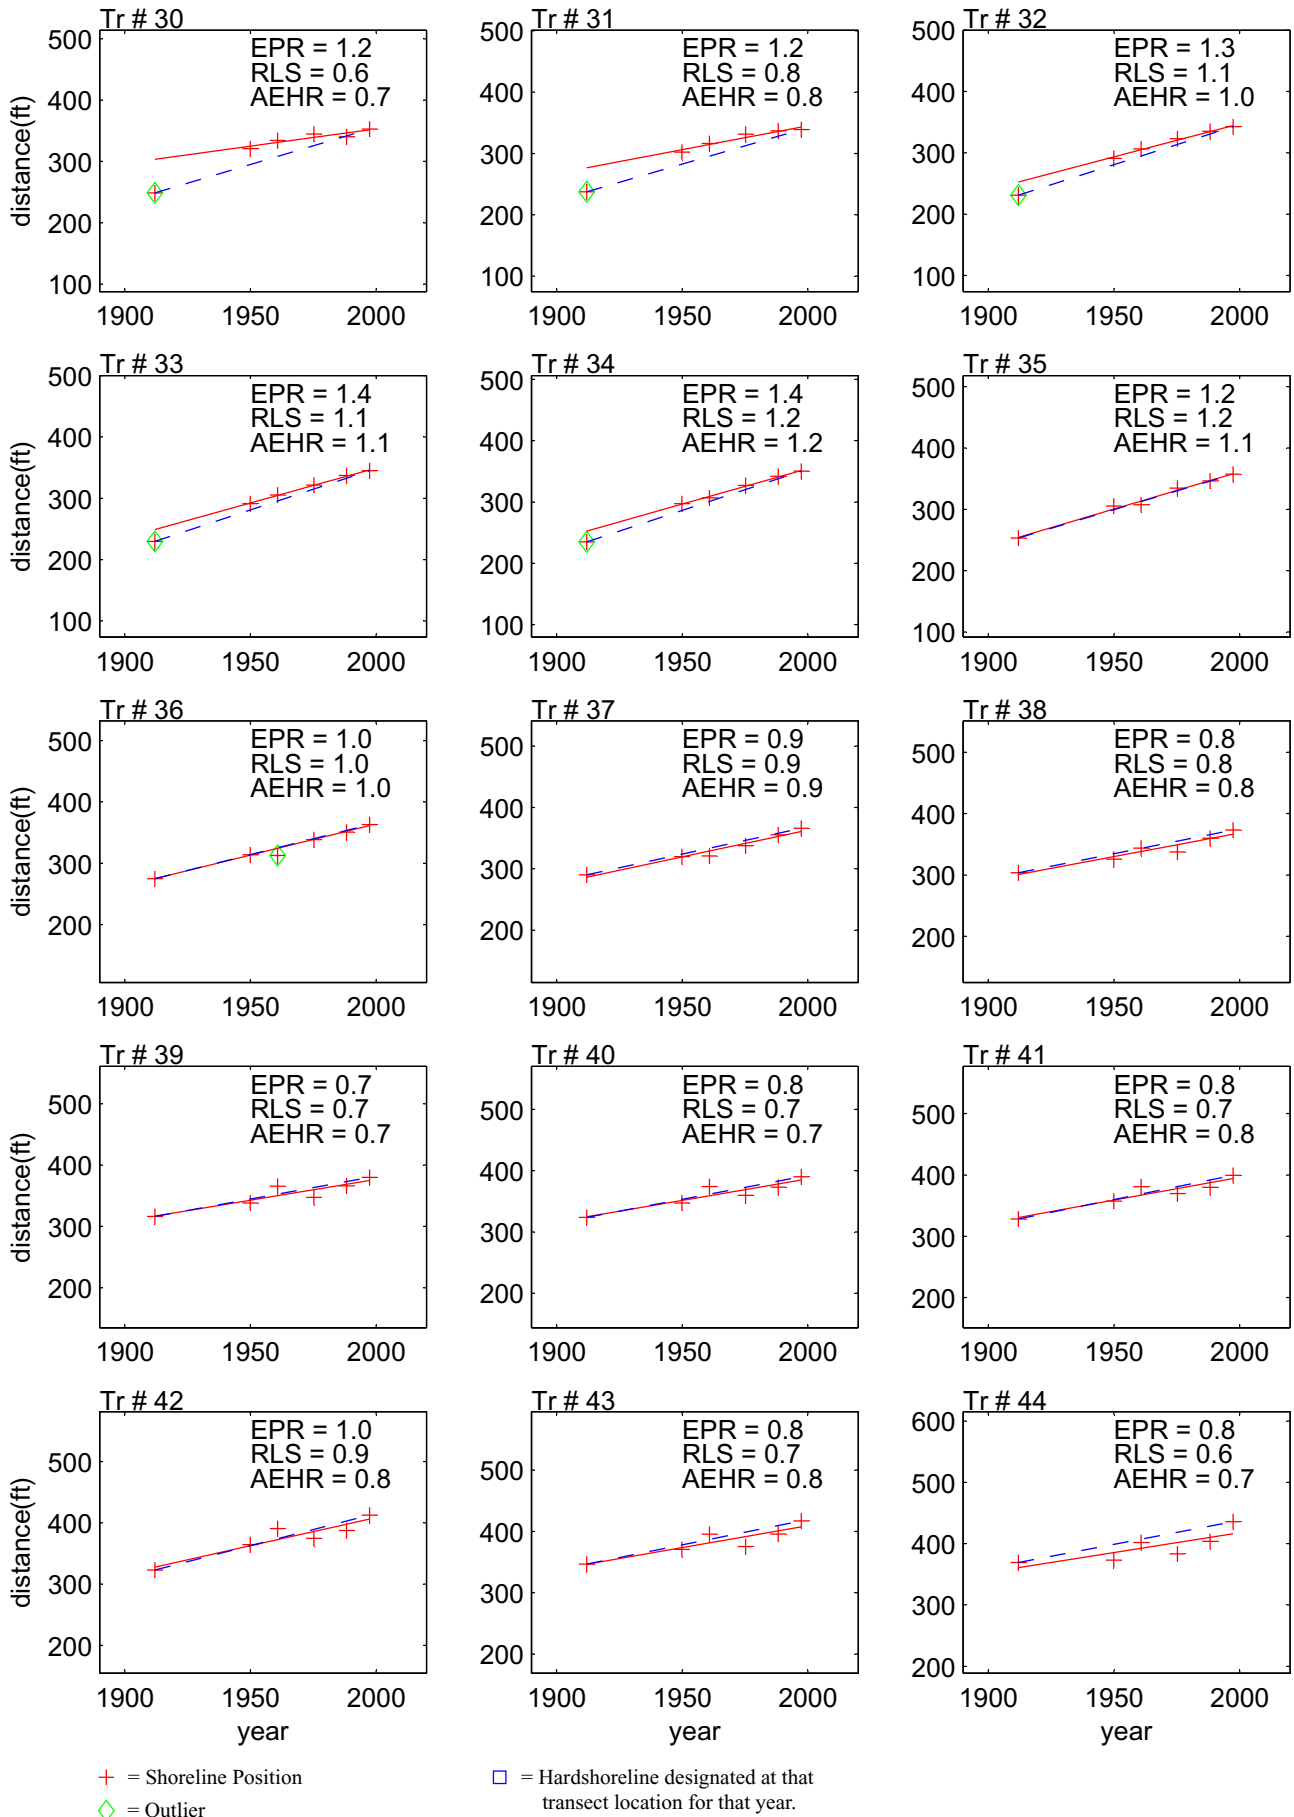 Tr # 30
EPR = 1.2
RLS = 0.6
AEHR = 0.7
500
400
300
200
100
distance(ft)
1900 1950 2000
Tr # 31
EPR = 1.2
RLS = 0.8
AEHR = 0.8
500
400
300
200
100
1900 1950 2000
Tr # 32
EPR = 1.3
RLS = 1.1
AEHR = 1.0
500
400
300
200
100
1900 1950 2000
Tr # 33
EPR = 1.4
RLS = 1.1
AEHR = 1.1
500
400
300
200
100
distance(ft)
1900 1950 2000
Tr # 34
EPR = 1.4
RLS = 1.2
AEHR = 1.2
500
400
300
200
100
1900 1950 2000
Tr # 35
EPR = 1.2
RLS = 1.2
AEHR = 1.1
500
400
300
200
100
1900 1950 2000
Tr # 36
EPR = 1.0
RLS = 1.0
AEHR = 1.0
500
400
300
200
distance(ft)
1900 1950 2000
Tr # 37
EPR = 0.9
RLS = 0.9
AEHR = 0.9
500
400
300
200
1900 1950 2000
Tr # 38
EPR = 0.8
RLS = 0.8
AEHR = 0.8
500
400
300
200
1900 1950 2000
Tr # 39
EPR = 0.7
RLS = 0.7
AEHR = 0.7
500
400
300
200
distance(ft)
1900 1950 2000
Tr # 40
EPR = 0.8
RLS = 0.7
AEHR = 0.7
500
400
300
200
1900 1950 2000
Tr # 41
EPR = 0.8
RLS = 0.7
AEHR = 0.8
500
400
300
200
1900 1950 2000
Tr # 42
EPR = 1.0
RLS = 0.9
AEHR = 0.8
500
400
300
200
distance(ft)
1900 1950 2000
year
Tr # 43
EPR = 0.8
RLS = 0.7
AEHR = 0.8
500
400
300
200
1900 1950 2000
year
Tr # 44
EPR = 0.8
RLS = 0.6
AEHR = 0.7
600
500
400
300
200
1900 1950 2000
year
= Shoreline Position
= Outlier
= Hardshoreline designated at that
transect location for that year.